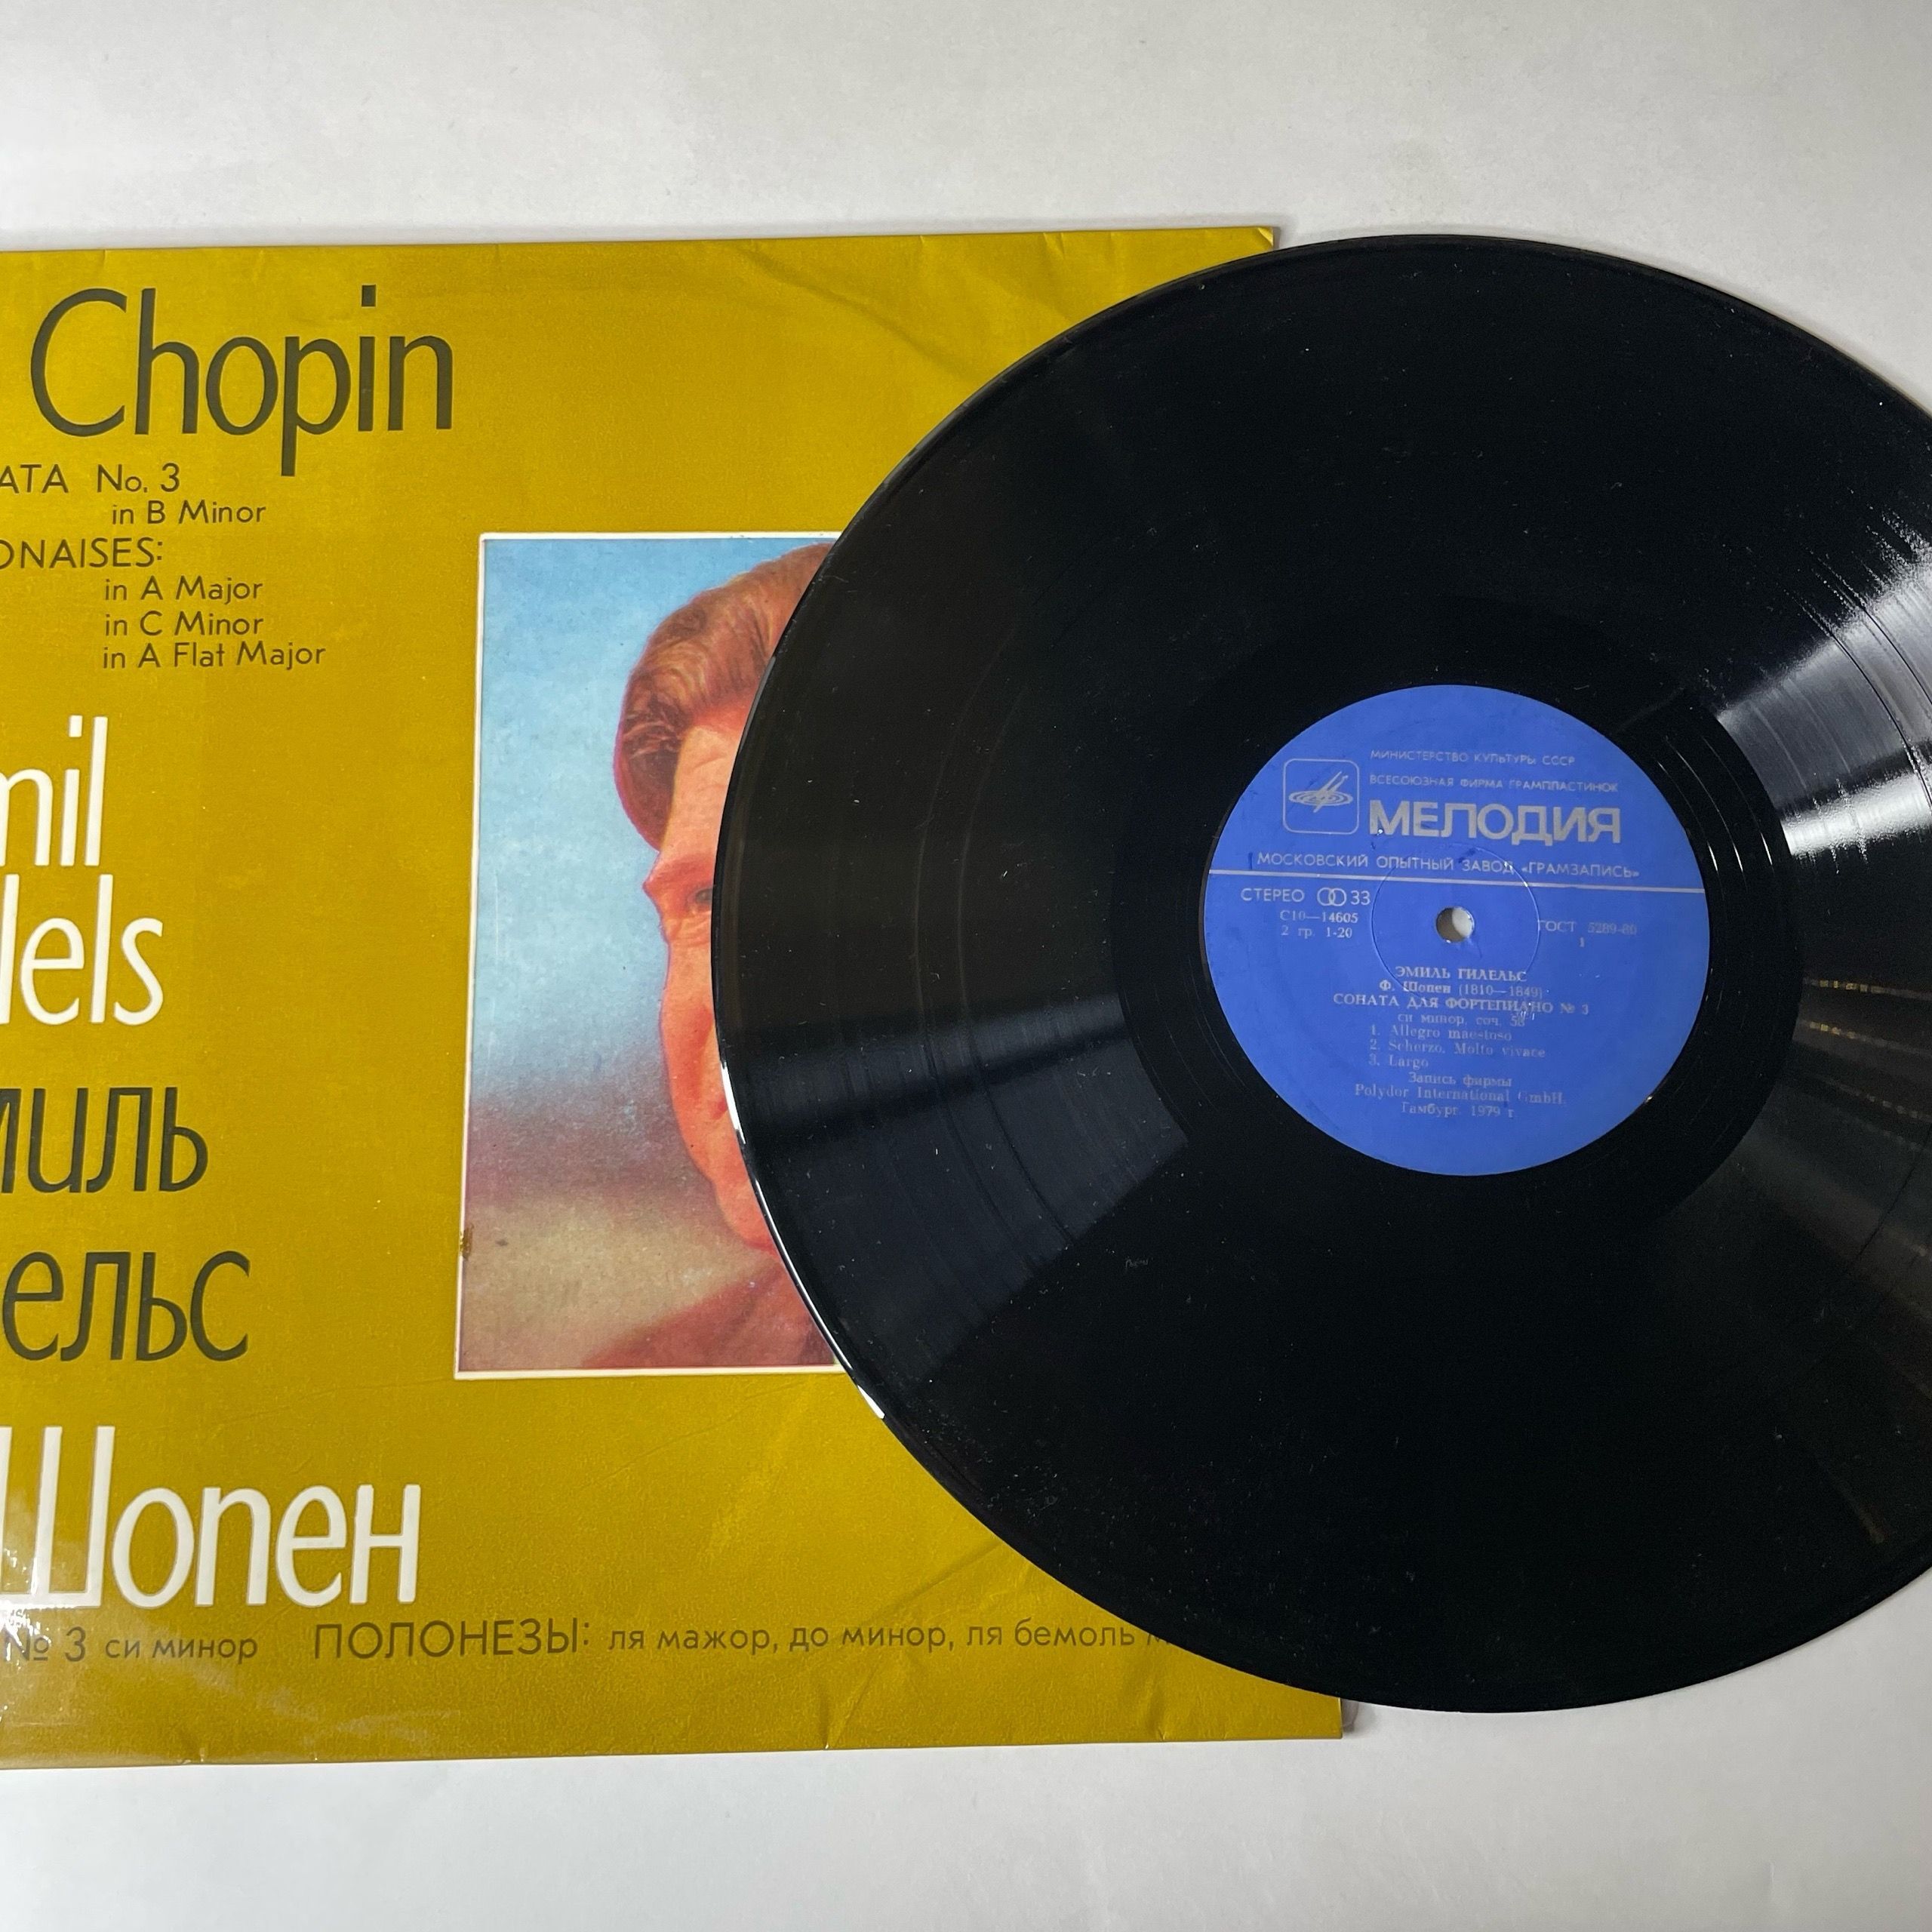 Chopin
ATA No. 3
in B Minor
ONAISES:
in A Major
in C Minor
in A Flat Major
mil
lels
миль
ельс
Шопен
№ 3 си минор ПОЛОНЕЗЫ: ля мажор, до минор, ля бемоль м
МИНИСТЕРСТВО КУЛЬТУРЫ СССР
ВСЕСОЮЗНАЯ ФИРМА ГРАМПЛАСТИНОК
МЕЛОДИЯ
МОСКОВСКИЙ ОПЫТНЫЙ ЗАВОД «ГРАМЗАПИСЬ»
СТЕРЕО 33
С10—14605
2 гр. 1-20
ГОСТ 5289-80
1
ЭМИЛЬ ГИЛЕЛЬС
Ф. Шопен (1810—1849)
СОНАТА ДЛЯ ФОРТЕПИАНО № 3
си минор, соч. 58
1. Allegro maestoso
2. Scherzo. Molto vivace
3. Largo
Запись фирмы
Polydor International GmbH,
Гамбург. 1979 г.